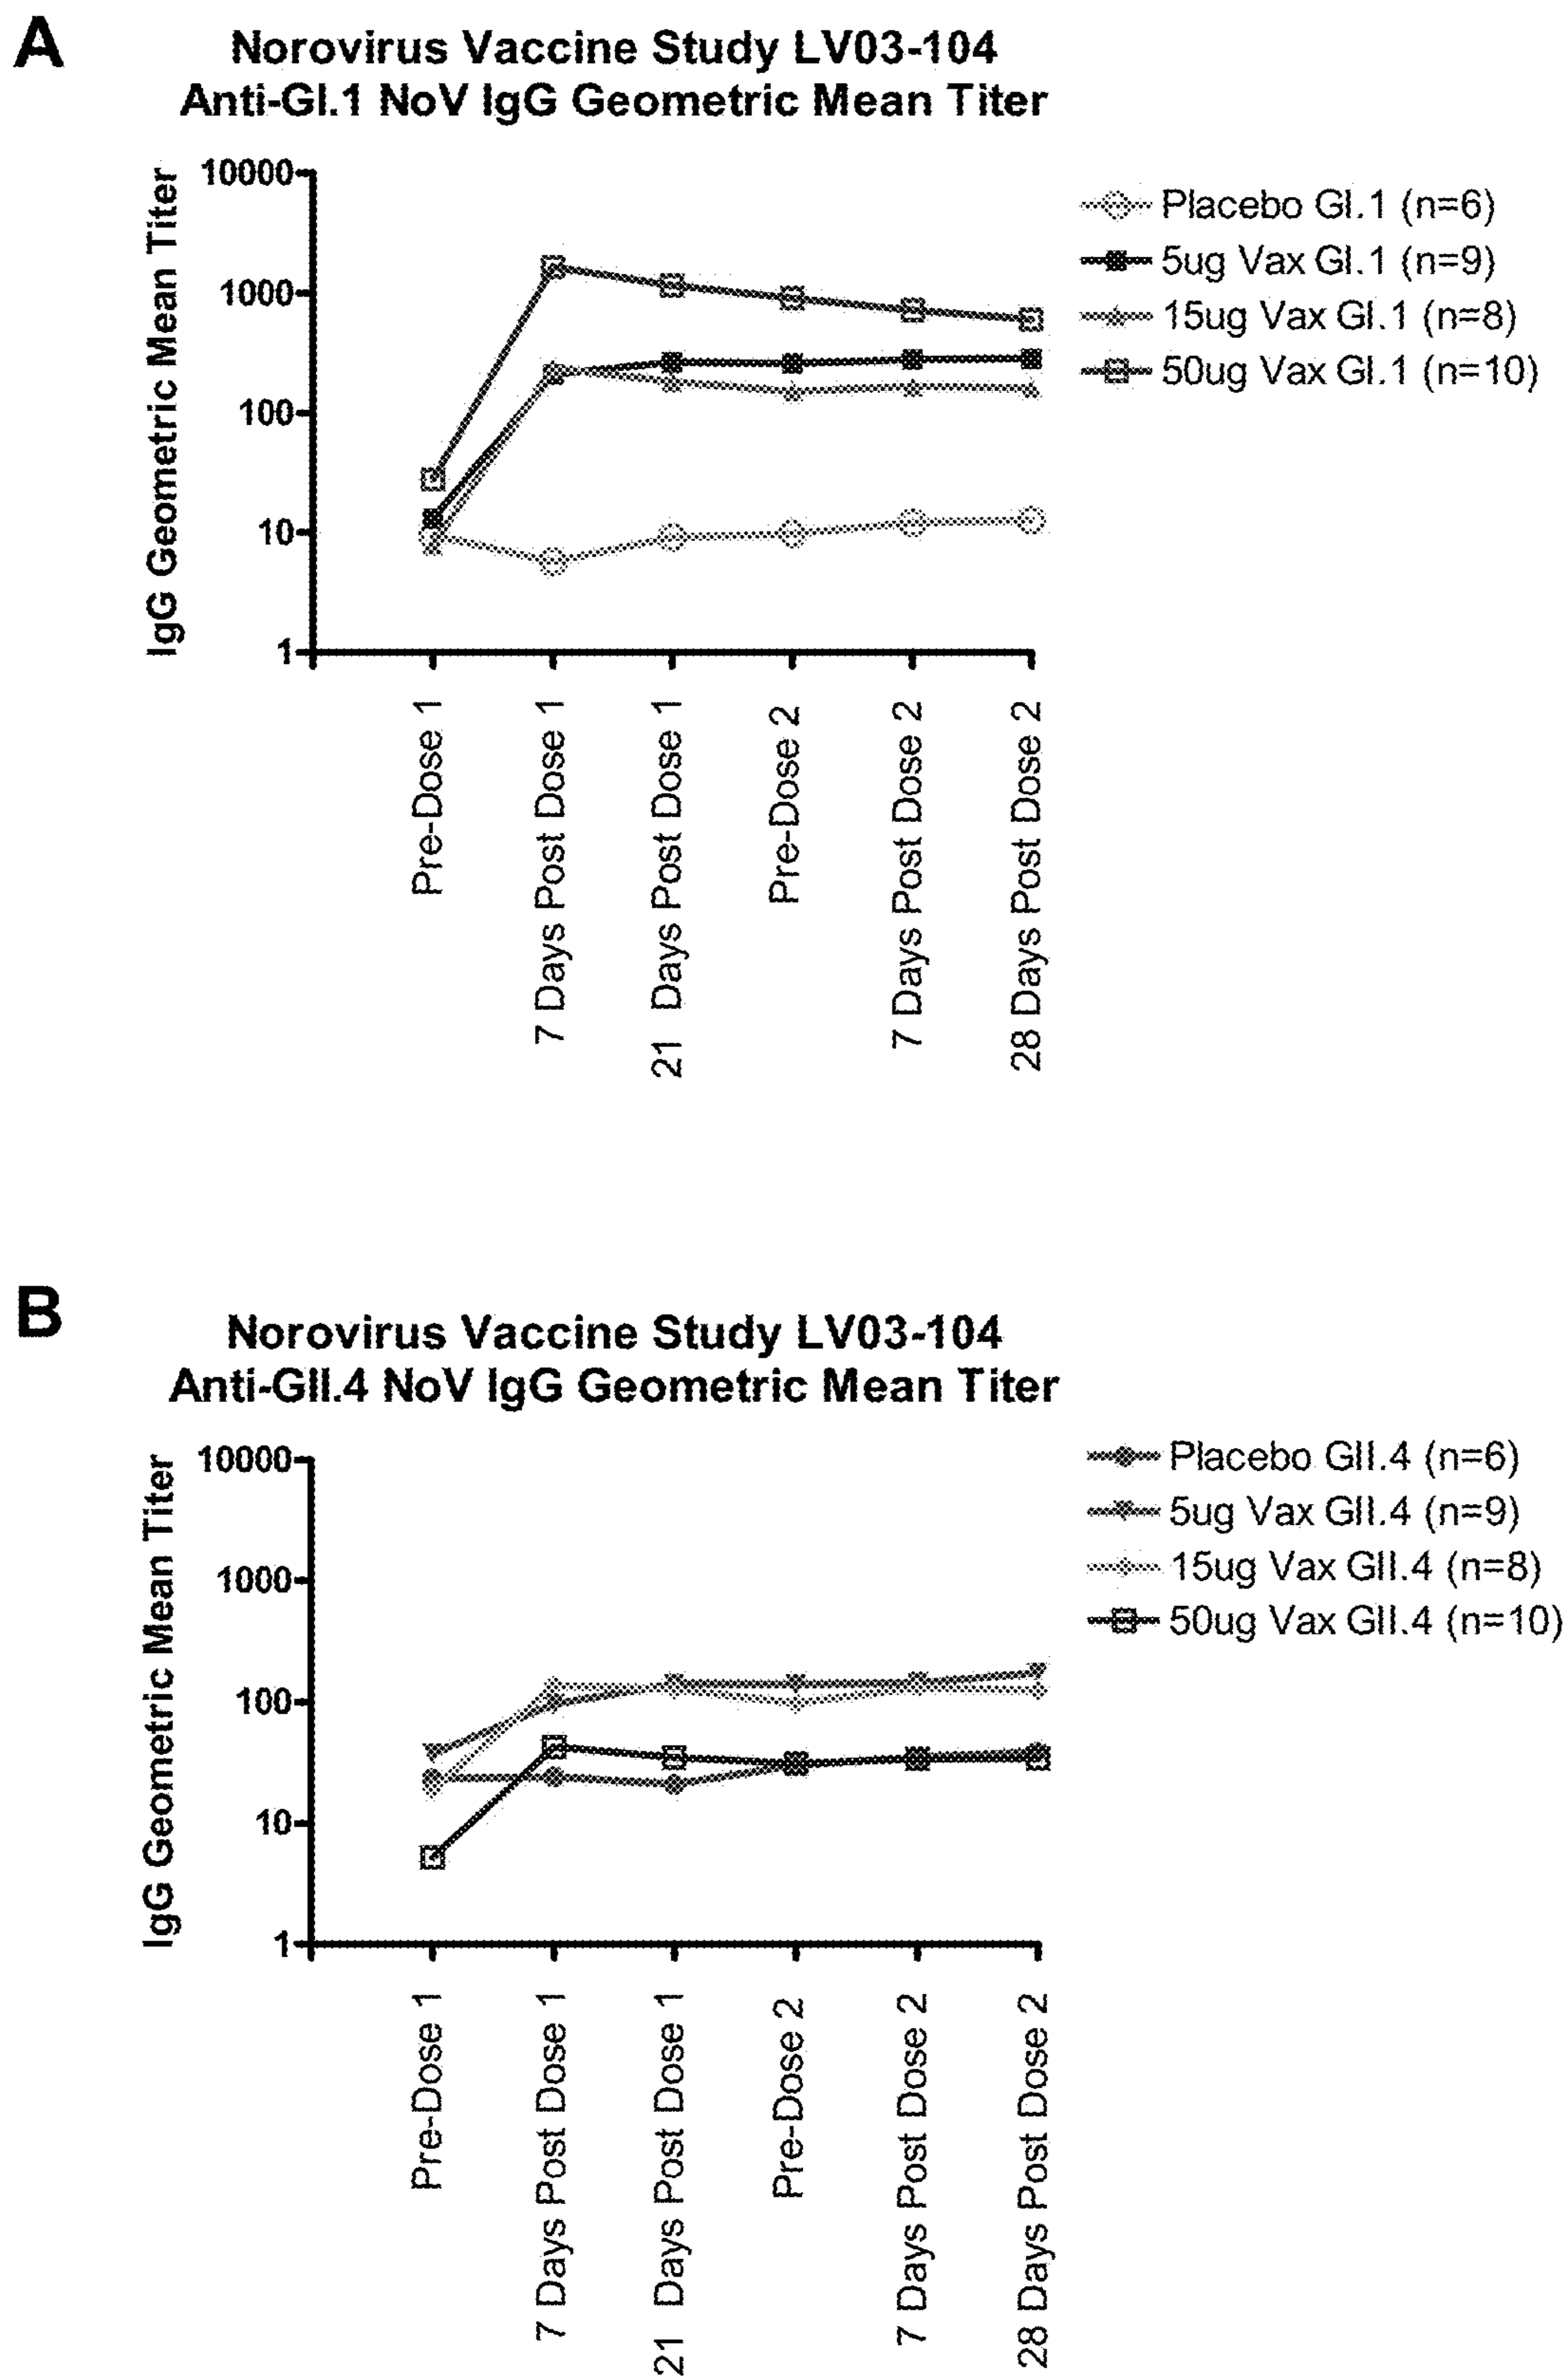 A
Norovirus Vaccine Study LV03-104
Anti-GI.1 NoV IgG Geometric Mean Titer
IgG Geometric Mean Titer
10000
1000
100
10
1
Placebo GI.1 (n=6)
5ug Vax GI.1 (n=9)
15ug Vax GI.1 (n=8)
50ug Vax GI.1 (n=10)
Pre-Dose 1
7 Days Post Dose 1
21 Days Post Dose 1
Pre-Dose 2
7 Days Post Dose 2
28 Days Post Dose 2
B
Norovirus Vaccine Study LV03-104
Anti-GII.4 NoV IgG Geometric Mean Titer
IgG Geometric Mean Titer
10000
1000
100
10
1
Placebo GII.4 (n=6)
5ug Vax GII.4 (n=9)
15ug Vax GII.4 (n=8)
50ug Vax GII.4 (n=10)
Pre-Dose 1
7 Days Post Dose 1
21 Days Post Dose 1
Pre-Dose 2
7 Days Post Dose 2
28 Days Post Dose 2